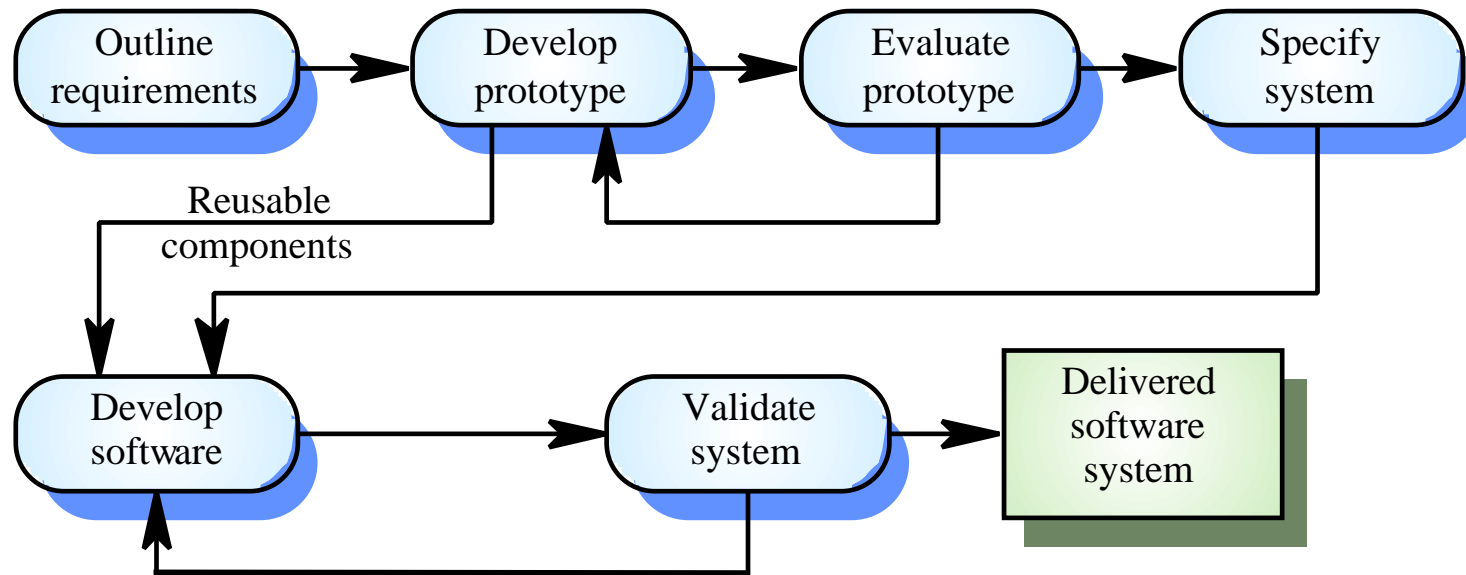 Outline
requirements
Develop
prototype
Evaluate
prototype
Specify
system
Reusable
components
Develop
software
Validate
system
Delivered
software
system